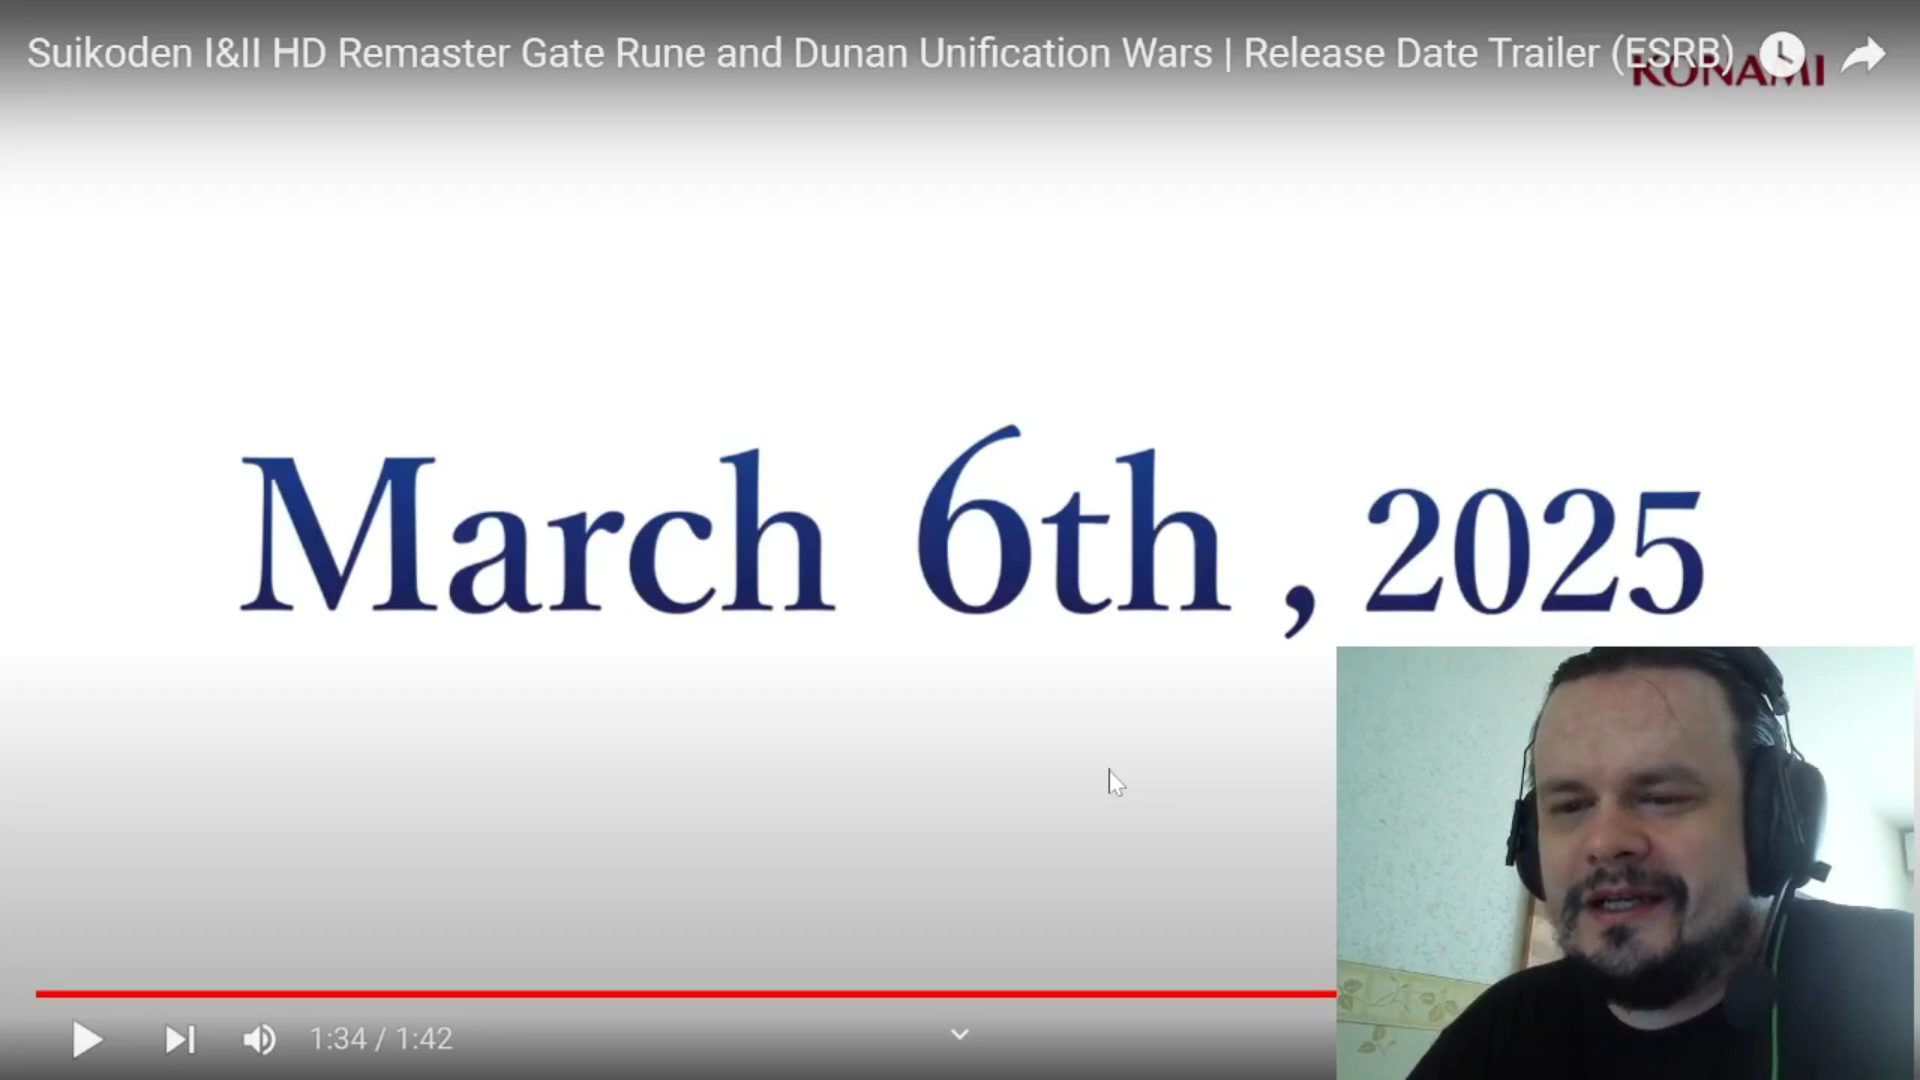 Suikoden I&II HD Remaster Gate Rune and Dunan Unification Wars | Release Date Trailer (ESRB)
KONAMI
March 6th , 2025
1:34 / 1:42